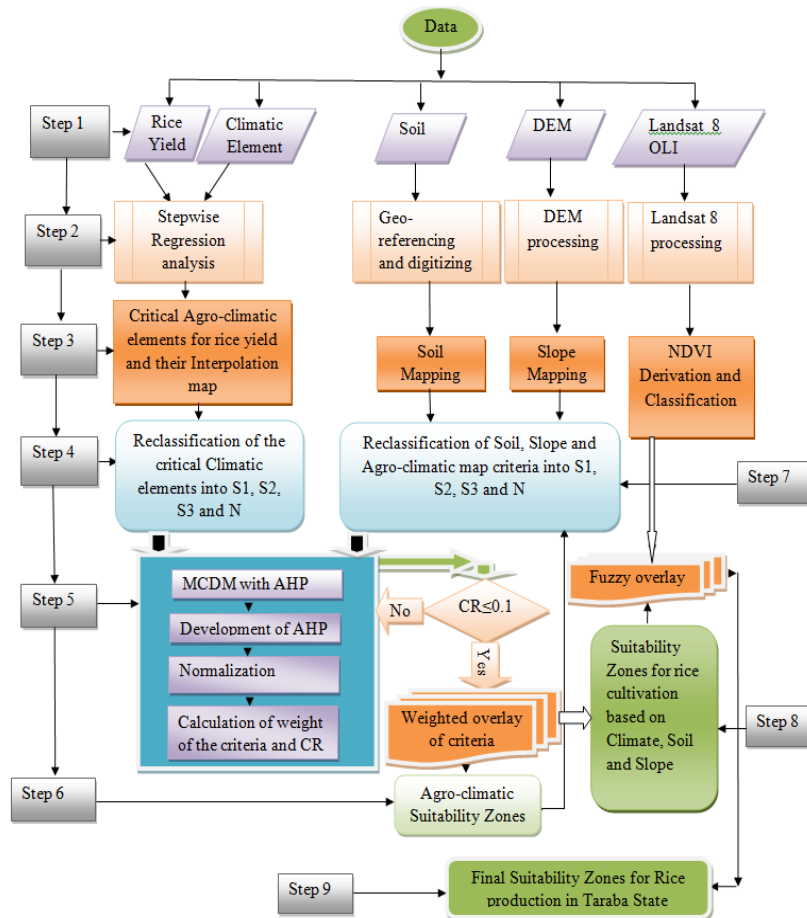 Data
Step 1
Rice
Yield
Climatic
Element
Soil
DEM
Landsat 8
OLI
Step 2
Stepwise
Regression
analysis
Geo-
referencing
and digitizing
DEM
processing
Landsat 8
processing
Step 3
Critical Agro-climatic
elements for rice yield
and their Interpolation
map
Soil
Mapping
Slope
Mapping
NDVI
Derivation and
Classification
Step 4
Reclassification of the
critical Climatic
elements into S1, S2,
S3 and N
Reclassification of Soil, Slope and
Agro-climatic map criteria into S1,
S2, S3 and N
Step 7
Step 5
MCDM with AHP
Development of AHP
Normalization
Calculation of weight
of the criteria and CR
No
CR≤0.1
Yes
Fuzzy overlay
Weighted overlay
of criteria
Suitability
Zones for rice
cultivation
based on
Climate, Soil
and Slope
Step 8
Step 6
Agro-climatic
Suitability Zones
Step 9
Final Suitability Zones for Rice
production in Taraba State